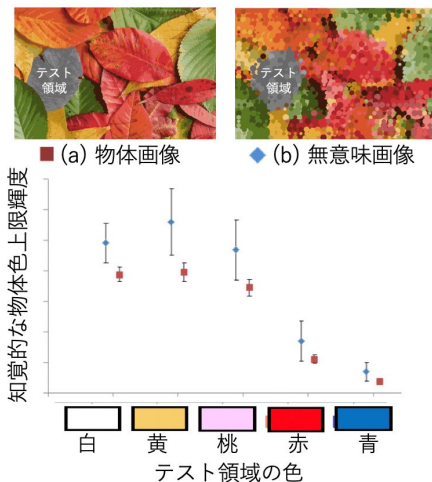 テスト
領域
テスト
領域
(a) 物体画像
(b) 無意味画像
知覚的な物体色上限輝度
白 黄 桃 赤 青
テスト領域の色